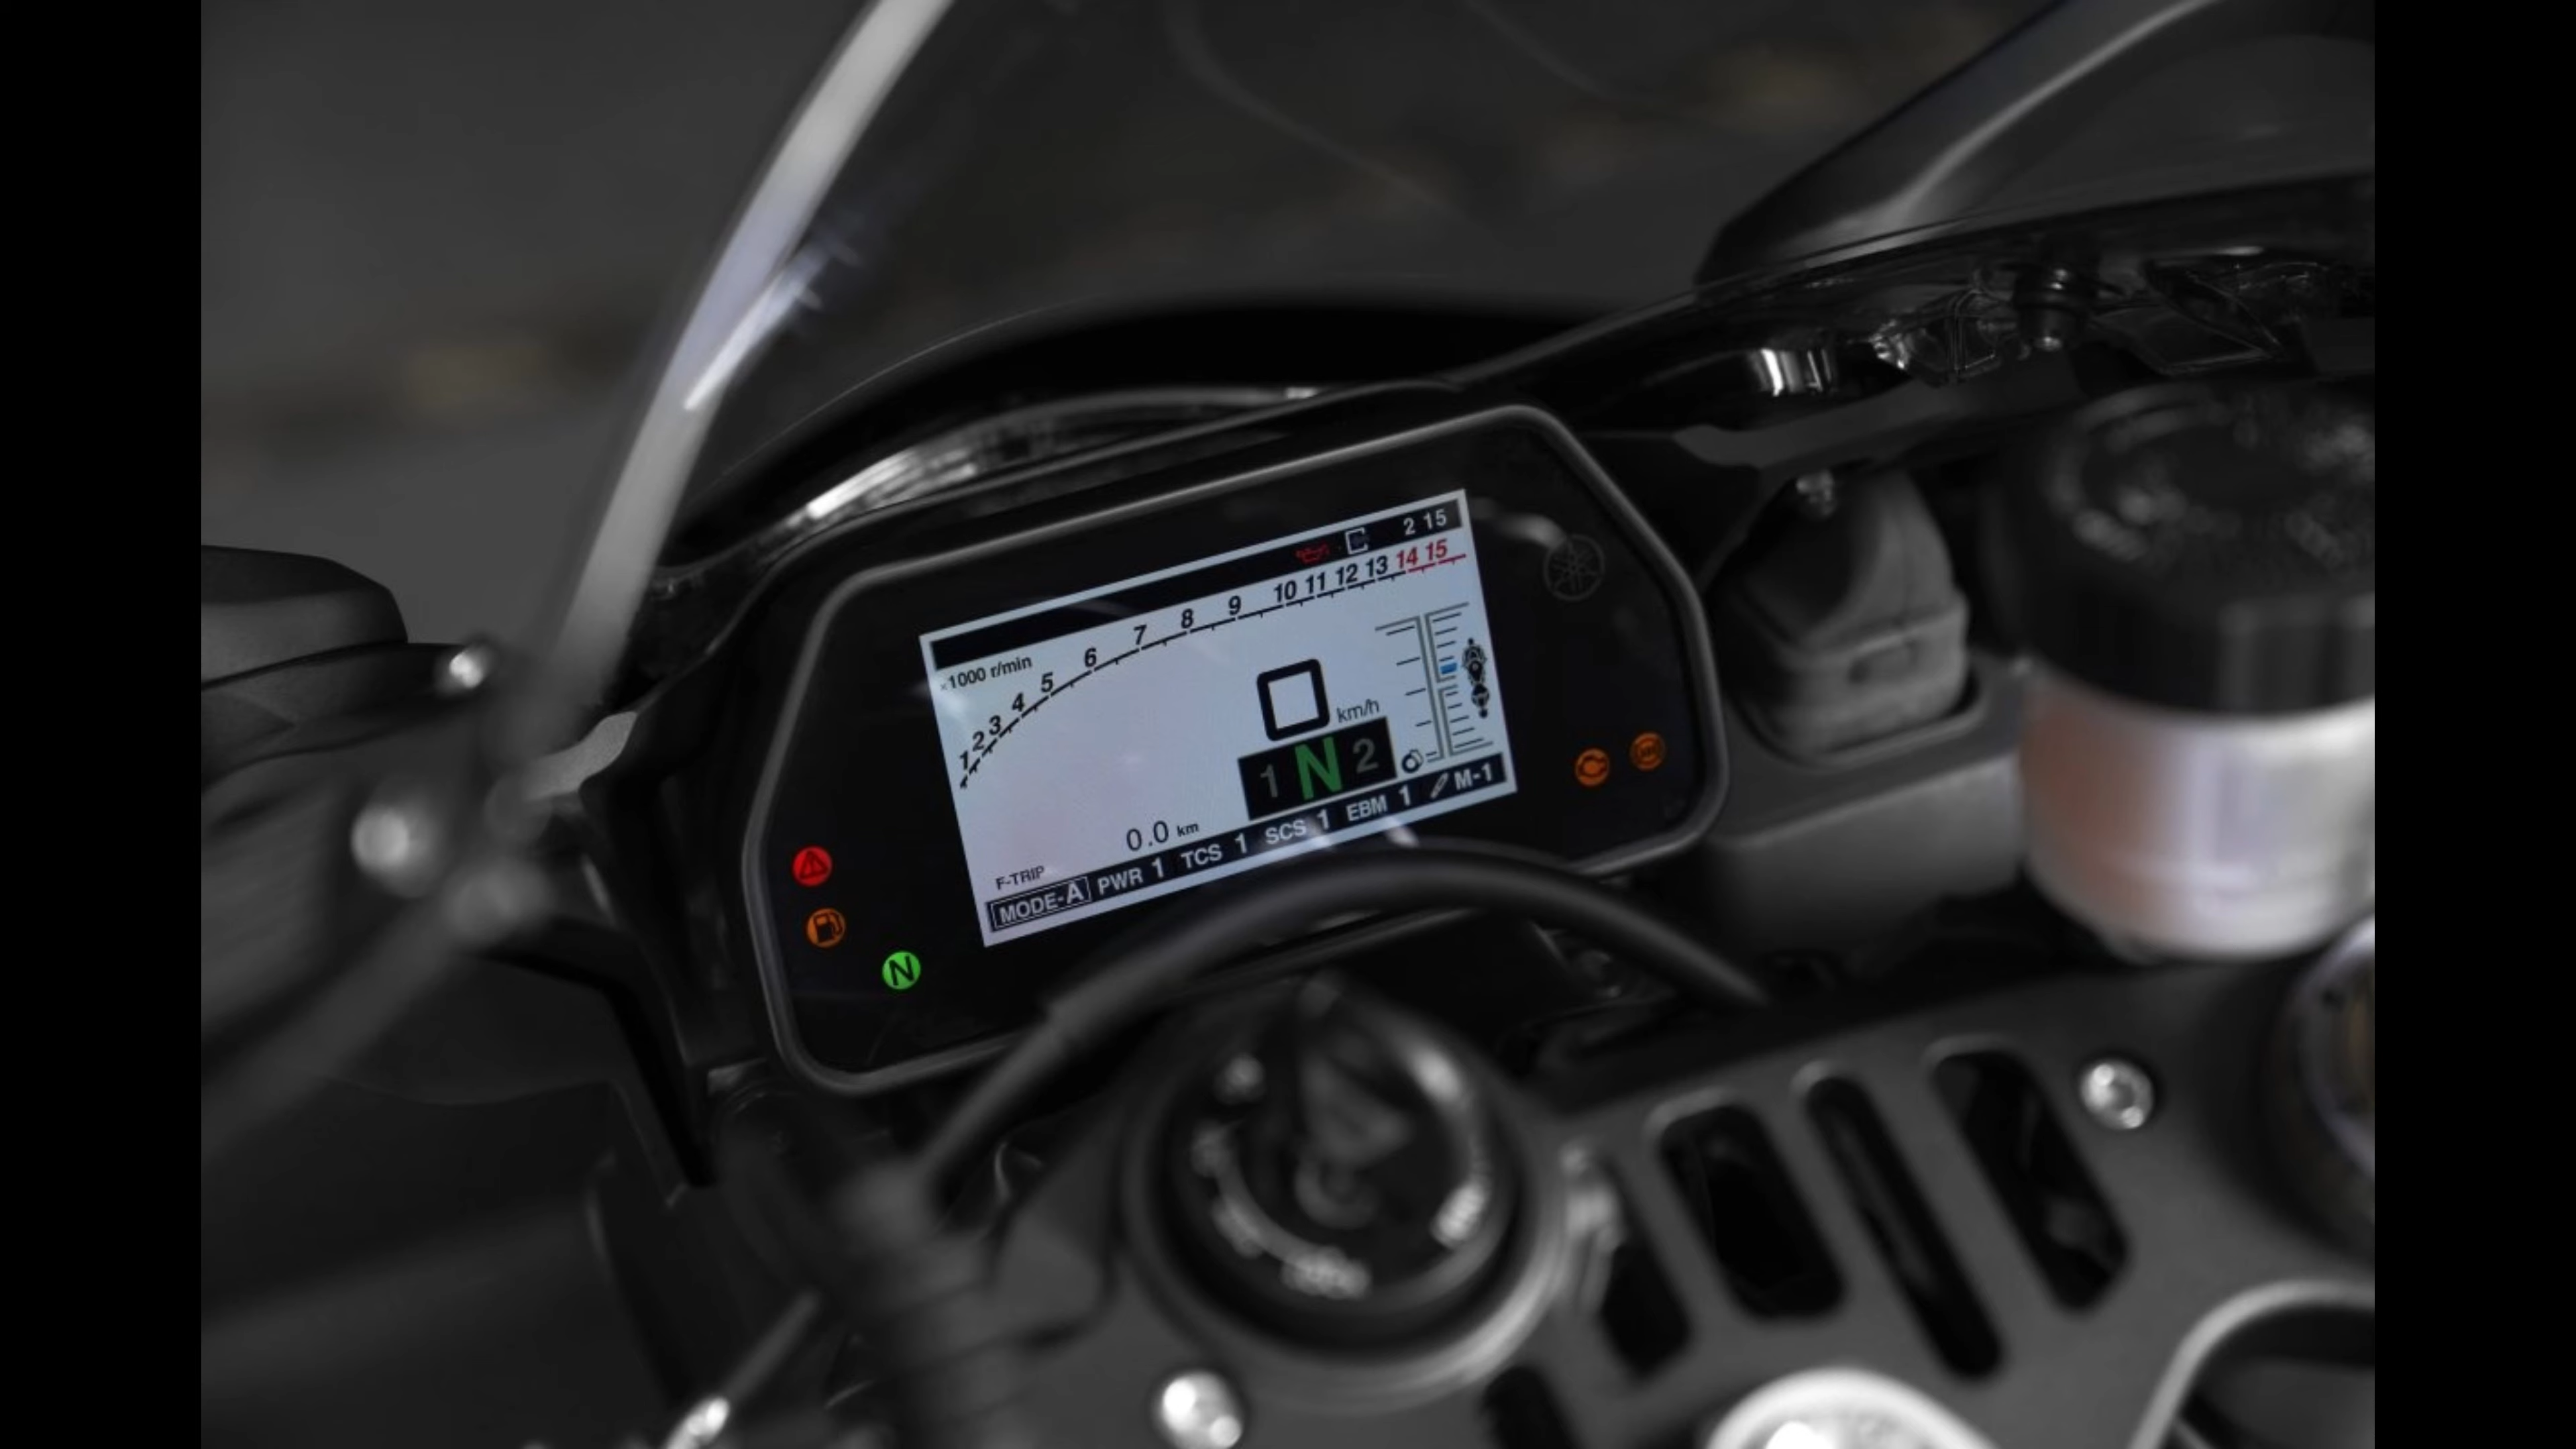 2 15
1 2 3 4 5 6 7 8 9 10 11 12 13 14 15
×1000 r/min
0 km/h
1 N 2
0.0 km
F-TRIP
MODE-A PWR 1 TCS 1 SCS 1 EBM 1 M-1
N